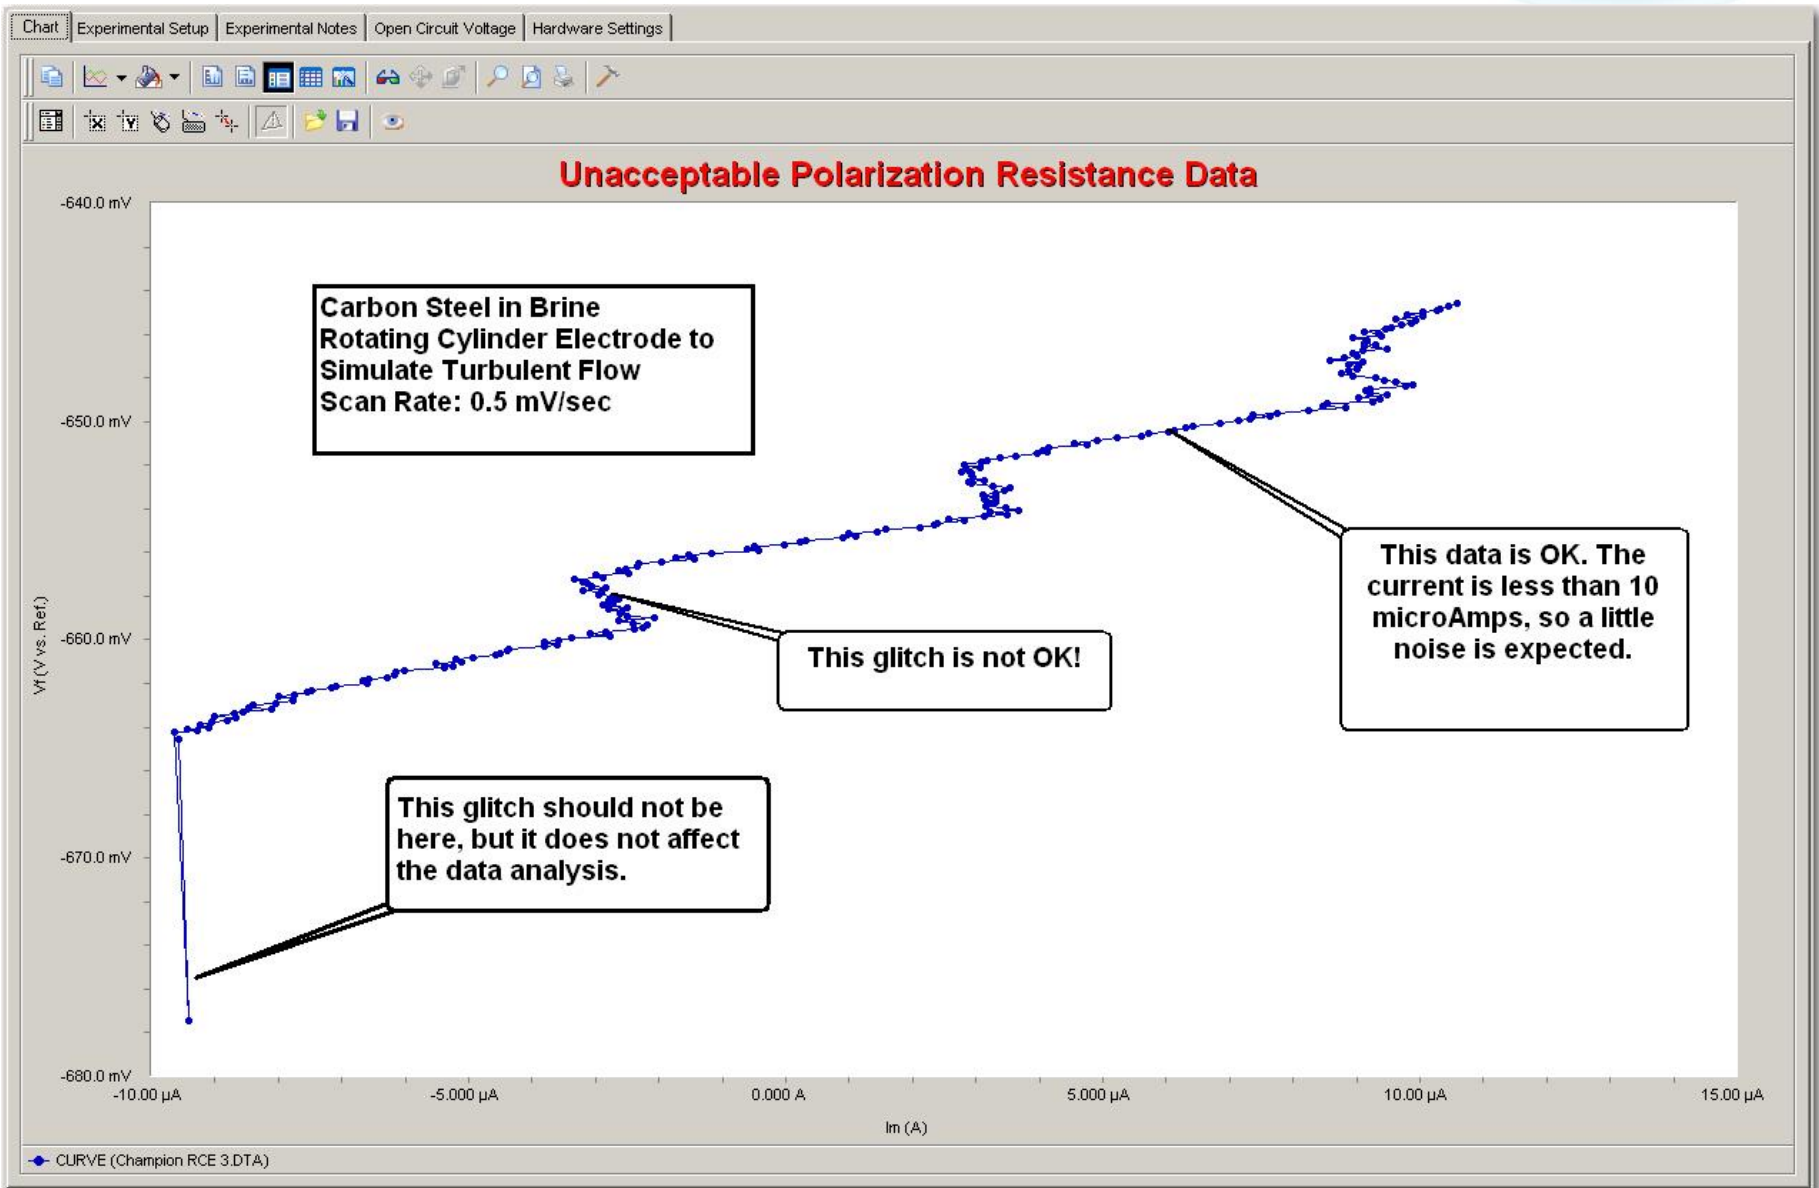 Chart Experimental Setup Experimental Notes Open Circuit Voltage Hardware Settings
Unacceptable Polarization Resistance Data
-640.0 mV
-650.0 mV
-660.0 mV
-670.0 mV
-680.0 mV
Vf (V vs. Ref.)
Carbon Steel in Brine
Rotating Cylinder Electrode to
Simulate Turbulent Flow
Scan Rate: 0.5 mV/sec
This data is OK. The
current is less than 10
microAmps, so a little
noise is expected.
This glitch is not OK!
This glitch should not be
here, but it does not affect
the data analysis.
-10.00 µA -5.000 µA 0.000 A 5.000 µA 10.00 µA 15.00 µA
Im (A)
CURVE (Champion RCE 3.DTA)